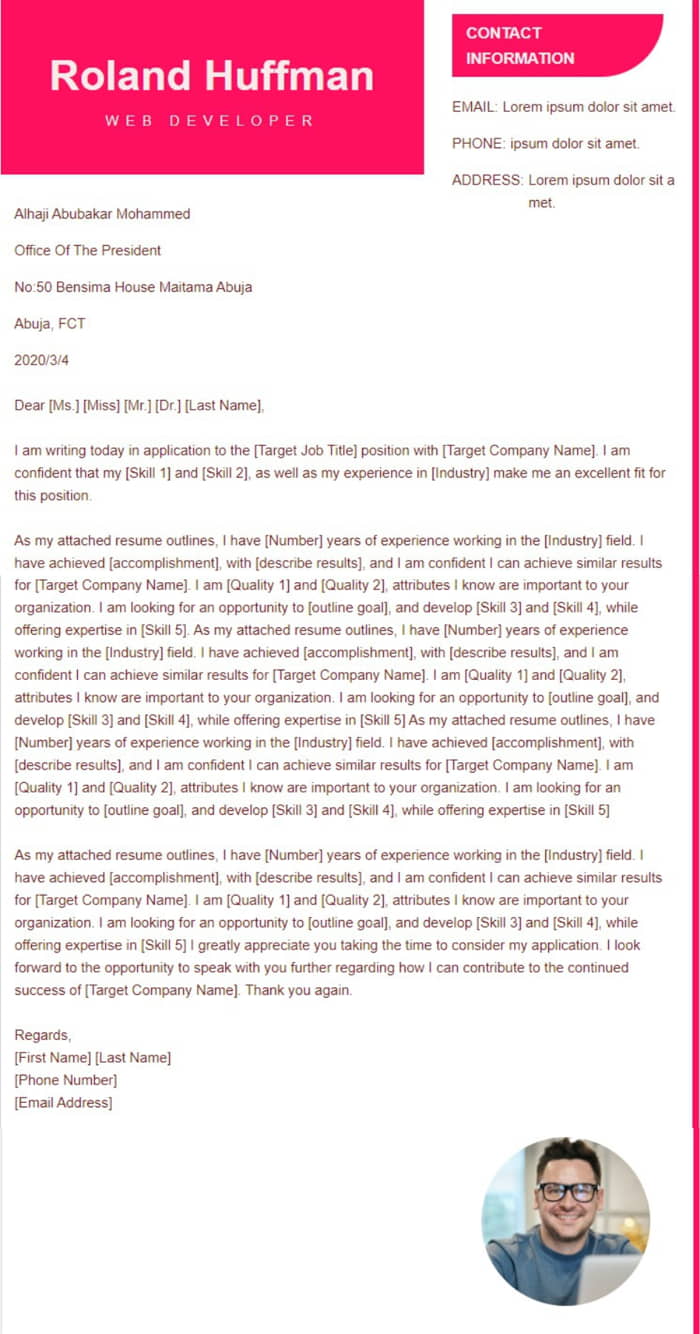 Roland Huffman
WEB DEVELOPER
CONTACT
INFORMATION
EMAIL: Lorem ipsum dolor sit amet.
PHONE: ipsum dolor sit amet.
ADDRESS: Lorem ipsum dolor sit a
met.
Alhaji Abubakar Mohammed
Office Of The President
No:50 Bensima House Maitama Abuja
Abuja, FCT
2020/3/4
Dear [Ms.] [Miss] [Mr.] [Dr.] [Last Name],
I am writing today in application to the [Target Job Title] position with [Target Company Name]. I am
confident that my [Skill 1] and [Skill 2], as well as my experience in [Industry] make me an excellent fit for
this position.
As my attached resume outlines, I have [Number] years of experience working in the [Industry] field. I
have achieved [accomplishment], with [describe results], and I am confident I can achieve similar results
for [Target Company Name]. I am [Quality 1] and [Quality 2], attributes I know are important to your
organization. I am looking for an opportunity to [outline goal], and develop [Skill 3] and [Skill 4], while
offering expertise in [Skill 5]. As my attached resume outlines, I have [Number] years of experience
working in the [Industry] field. I have achieved [accomplishment], with [describe results], and I am
confident I can achieve similar results for [Target Company Name]. I am [Quality 1] and [Quality 2],
attributes I know are important to your organization. I am looking for an opportunity to [outline goal], and
develop [Skill 3] and [Skill 4], while offering expertise in [Skill 5] As my attached resume outlines, I have
[Number] years of experience working in the [Industry] field. I have achieved [accomplishment], with
[describe results], and I am confident I can achieve similar results for [Target Company Name]. I am
[Quality 1] and [Quality 2], attributes I know are important to your organization. I am looking for an
opportunity to [outline goal], and develop [Skill 3] and [Skill 4], while offering expertise in [Skill 5]
As my attached resume outlines, I have [Number] years of experience working in the [Industry] field. I
have achieved [accomplishment], with [describe results], and I am confident I can achieve similar results
for [Target Company Name]. I am [Quality 1] and [Quality 2], attributes I know are important to your
organization. I am looking for an opportunity to [outline goal], and develop [Skill 3] and [Skill 4], while
offering expertise in [Skill 5] I greatly appreciate you taking the time to consider my application. I look
forward to the opportunity to speak with you further regarding how I can contribute to the continued
success of [Target Company Name]. Thank you again.
Regards,
[First Name] [Last Name]
[Phone Number]
[Email Address]